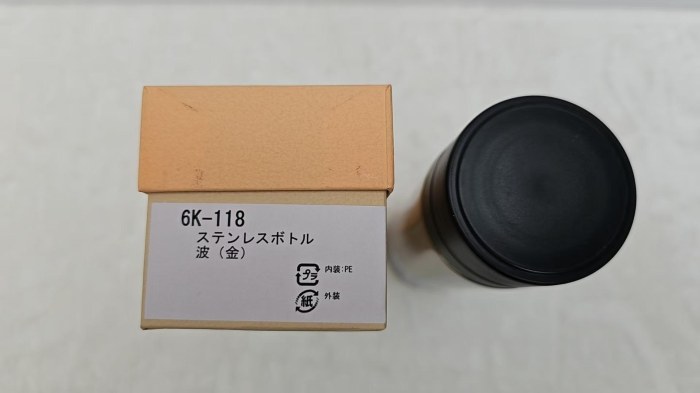 6K-118
ステンレスボトル
波（金）
プラ 内装:PE
紙 外装